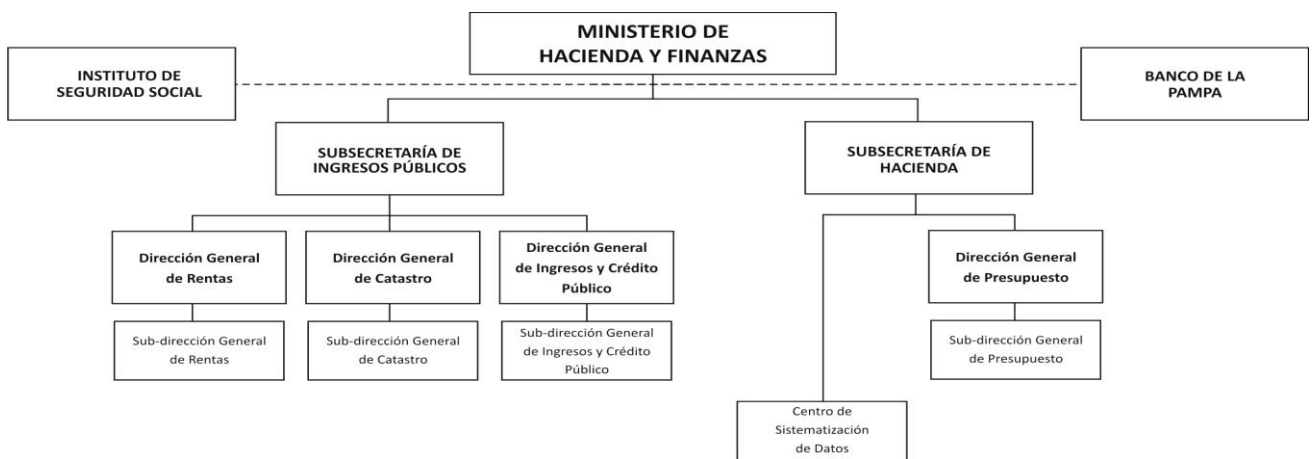 MINISTERIO DE
HACIENDA Y FINANZAS
INSTITUTO DE
SEGURIDAD SOCIAL
BANCO DE LA
PAMPA
SUBSECRETARÍA DE
INGRESOS PÚBLICOS
SUBSECRETARÍA DE
HACIENDA
Dirección General
de Rentas
Dirección General
de Catastro
Dirección General
de Ingresos y Crédito
Público
Dirección General
de Presupuesto
Sub-dirección General
de Rentas
Sub-dirección General
de Catastro
Sub-dirección General
de Ingresos y Crédito
Público
Sub-dirección General
de Presupuesto
Centro de
Sistematización
de Datos